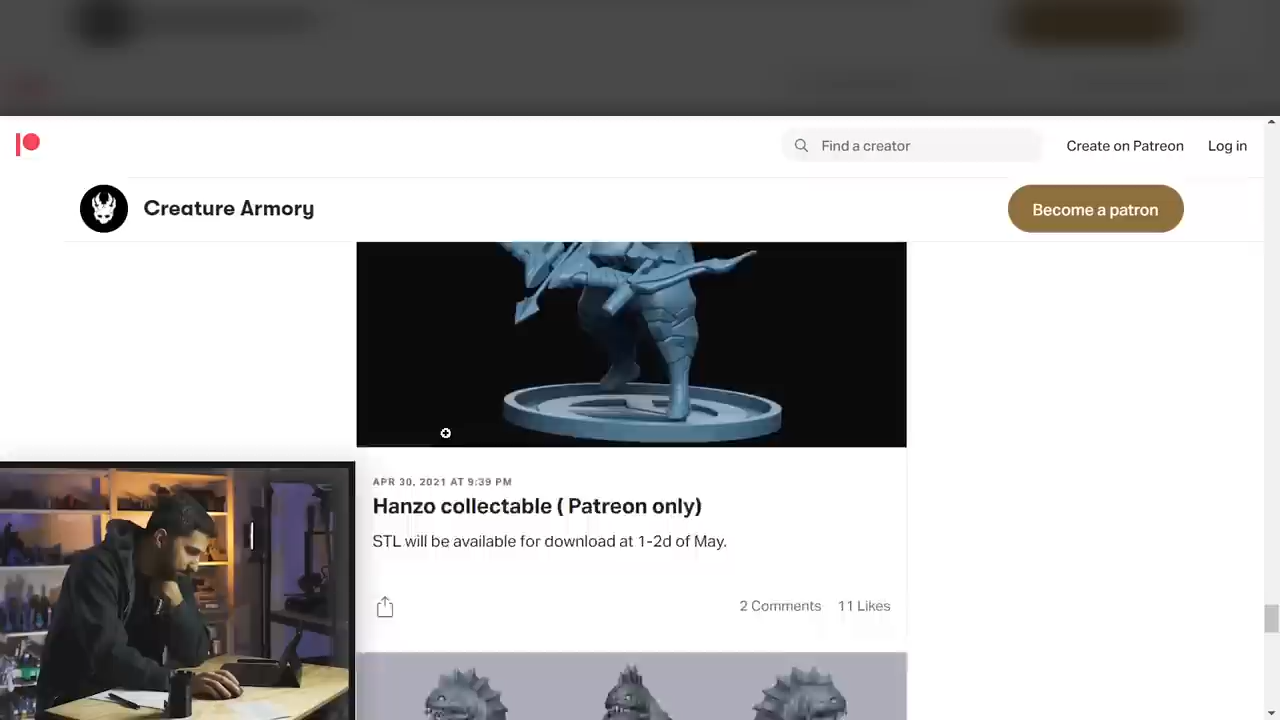 Find a creator
Create on Patreon
Log in
Creature Armory
Become a patron
APR 30, 2021 AT 9:39 PM
Hanzo collectable ( Patreon only)
STL will be available for download at 1-2d of May.
2 Comments
11 Likes